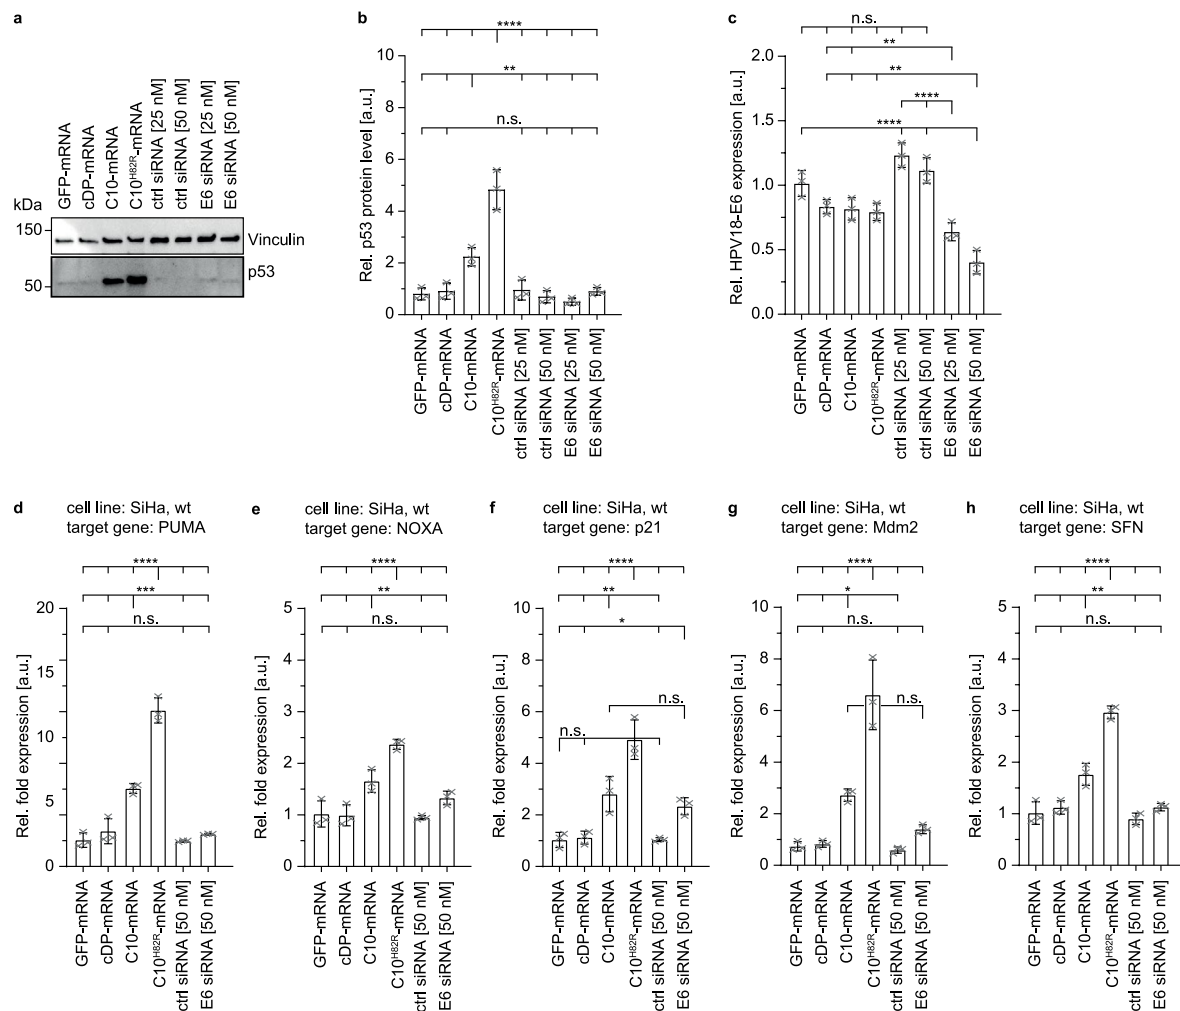 a
GFP-mRNA
cDP-mRNA
C10-mRNA
C10H82R-mRNA
ctrl siRNA [25 nM]
ctrl siRNA [50 nM]
E6 siRNA [25 nM]
E6 siRNA [50 nM]
kDa
150
Vinculin
p53
50
b
****
**
n.s.
Rel. p53 protein level [a.u.]
10
8
6
4
2
0
GFP-mRNA
cDP-mRNA
C10-mRNA
C10H82R-mRNA
ctrl siRNA [25 nM]
ctrl siRNA [50 nM]
E6 siRNA [25 nM]
E6 siRNA [50 nM]
c
n.s.
**
**
****
****
Rel. HPV18-E6 expression [a.u.]
2.0
1.5
1.0
0.5
0.0
GFP-mRNA
cDP-mRNA
C10-mRNA
C10H82R-mRNA
ctrl siRNA [25 nM]
ctrl siRNA [50 nM]
E6 siRNA [25 nM]
E6 siRNA [50 nM]
d
cell line: SiHa, wt
target gene: PUMA
****
***
n.s.
Rel. fold expression [a.u.]
20
15
10
5
0
GFP-mRNA
cDP-mRNA
C10-mRNA
C10H82R-mRNA
ctrl siRNA [50 nM]
E6 siRNA [50 nM]
e
cell line: SiHa, wt
target gene: NOXA
****
**
n.s.
Rel. fold expression [a.u.]
5
4
3
2
1
0
GFP-mRNA
cDP-mRNA
C10-mRNA
C10H82R-mRNA
ctrl siRNA [50 nM]
E6 siRNA [50 nM]
f
cell line: SiHa, wt
target gene: p21
****
**
*
n.s.
n.s.
Rel. fold expression [a.u.]
10
8
6
4
2
0
GFP-mRNA
cDP-mRNA
C10-mRNA
C10H82R-mRNA
ctrl siRNA [50 nM]
E6 siRNA [50 nM]
g
cell line: SiHa, wt
target gene: Mdm2
****
*
n.s.
n.s.
Rel. fold expression [a.u.]
10
8
6
4
2
0
GFP-mRNA
cDP-mRNA
C10-mRNA
C10H82R-mRNA
ctrl siRNA [50 nM]
E6 siRNA [50 nM]
h
cell line: SiHa, wt
target gene: SFN
****
**
n.s.
Rel. fold expression [a.u.]
5
4
3
2
1
0
GFP-mRNA
cDP-mRNA
C10-mRNA
C10H82R-mRNA
ctrl siRNA [50 nM]
E6 siRNA [50 nM]